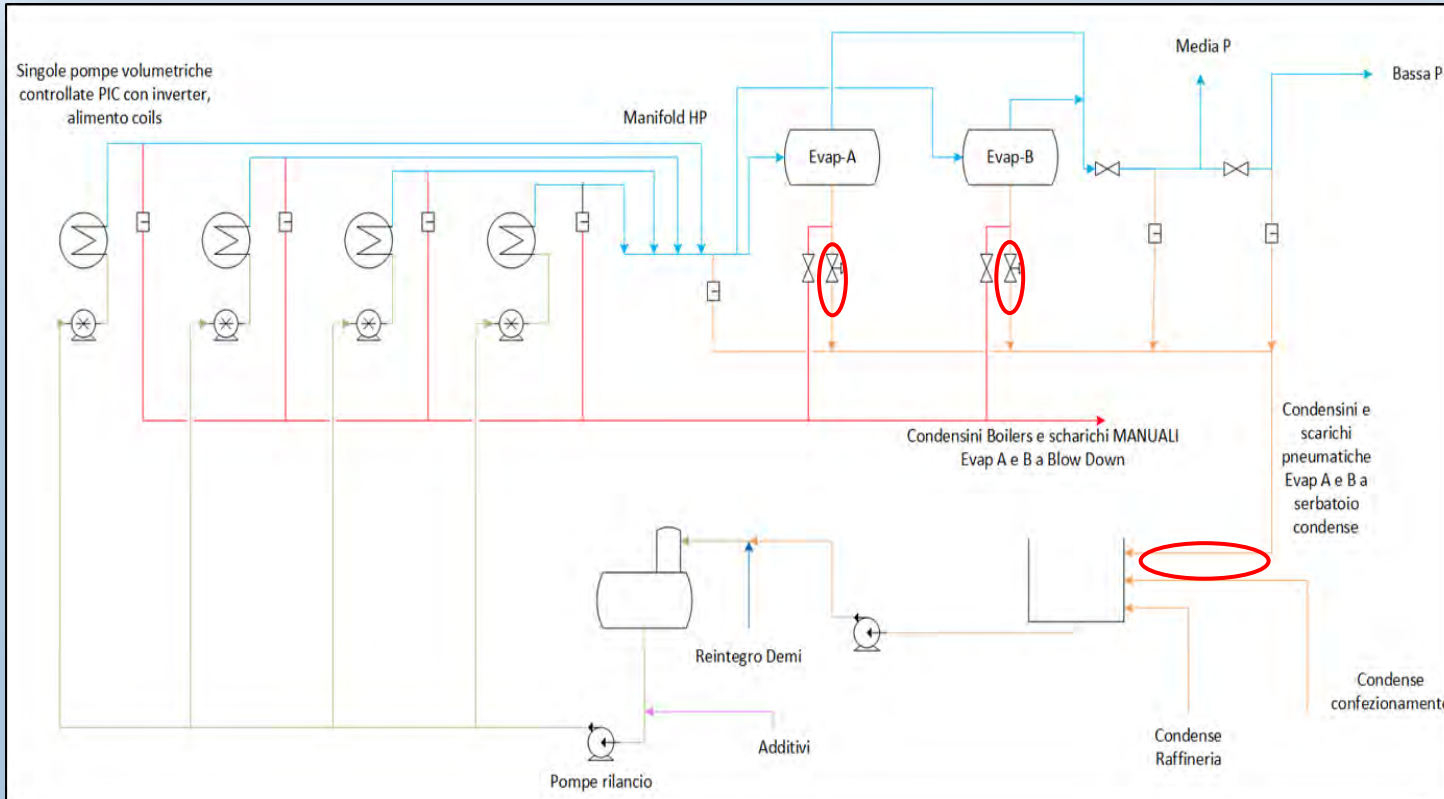 Singole pompe volumetriche
controllate PIC con inverter,
alimento coils
Manifold HP
Evap-A
Evap-B
Media P
Bassa P
Condensini Boilers e scharichi MANUALI
Evap A e B a Blow Down
Condensini e
scarichi
pneumatiche
Evap A e B a
serbatoio
condense
Reintegro Demi
Additivi
Pompe rilancio
Condense
Raffineria
Condense
confezionamento